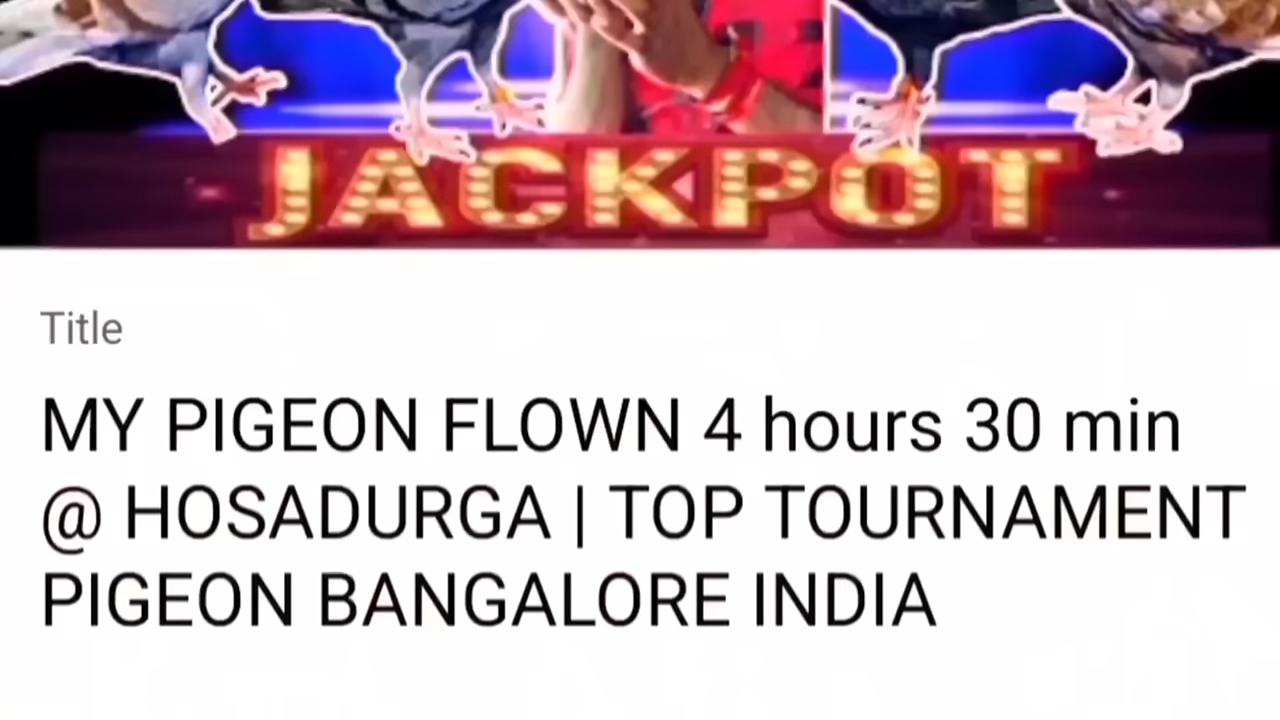 JACKPOT
Title
MY PIGEON FLOWN 4 hours 30 min
@ HOSADURGA | TOP TOURNAMENT
PIGEON BANGALORE INDIA